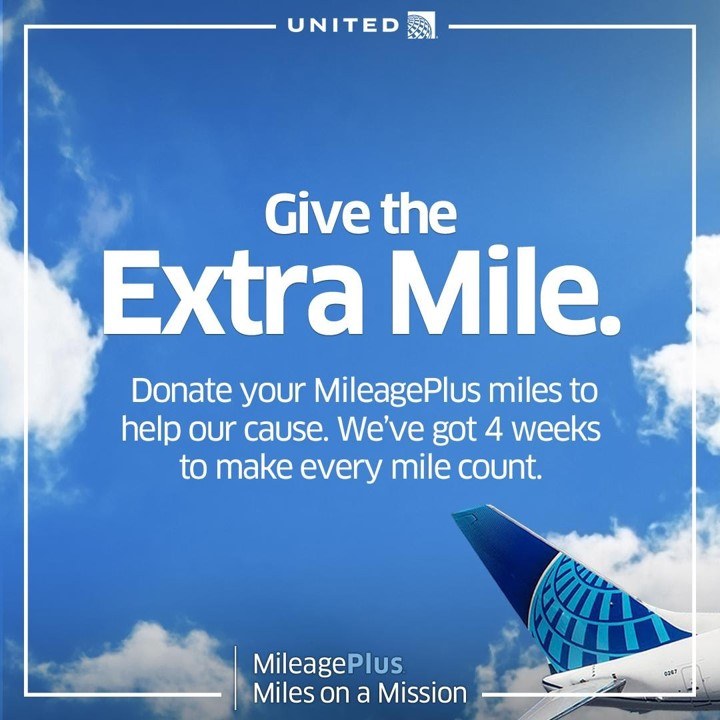 UNITED
Give the
Extra Mile.
Donate your MileagePlus miles to
help our cause. We've got 4 weeks
to make every mile count.
0267
MileagePlus
Miles on a Mission